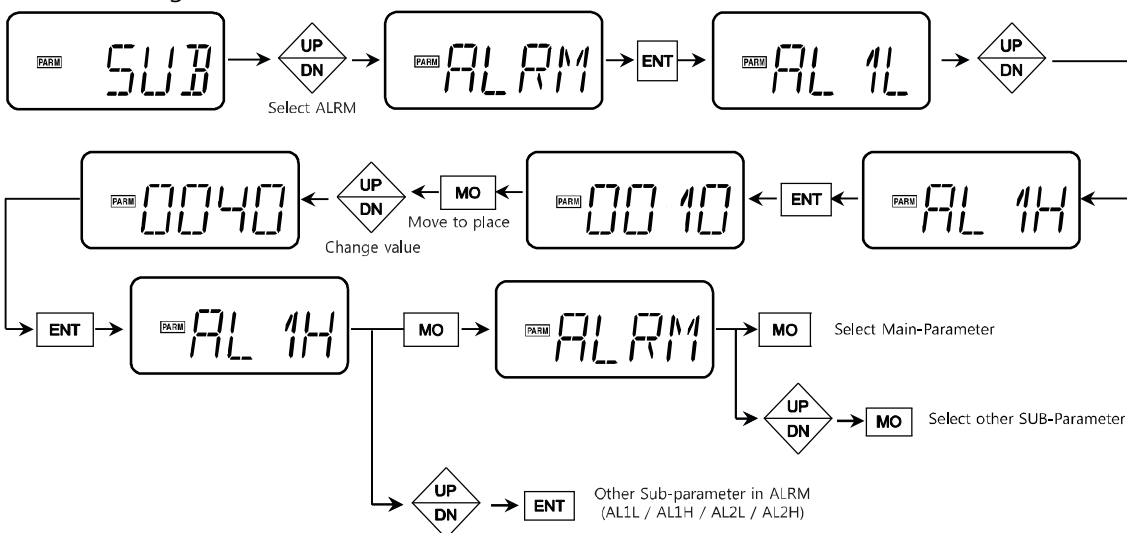 PARM SUB
UP
DN
Select ALRM
PARM ALRM
ENT
PARM AL 1L
UP
DN
PARM AL 1H
ENT
PARM 0010
MO
Move to place
UP
DN
Change value
PARM 0040
ENT
PARM AL 1H
MO
PARM ALRM
MO
Select Main-Parameter
UP
DN
MO
Select other SUB-Parameter
UP
DN
ENT
Other Sub-parameter in ALRM
(AL1L / AL1H / AL2L / AL2H)